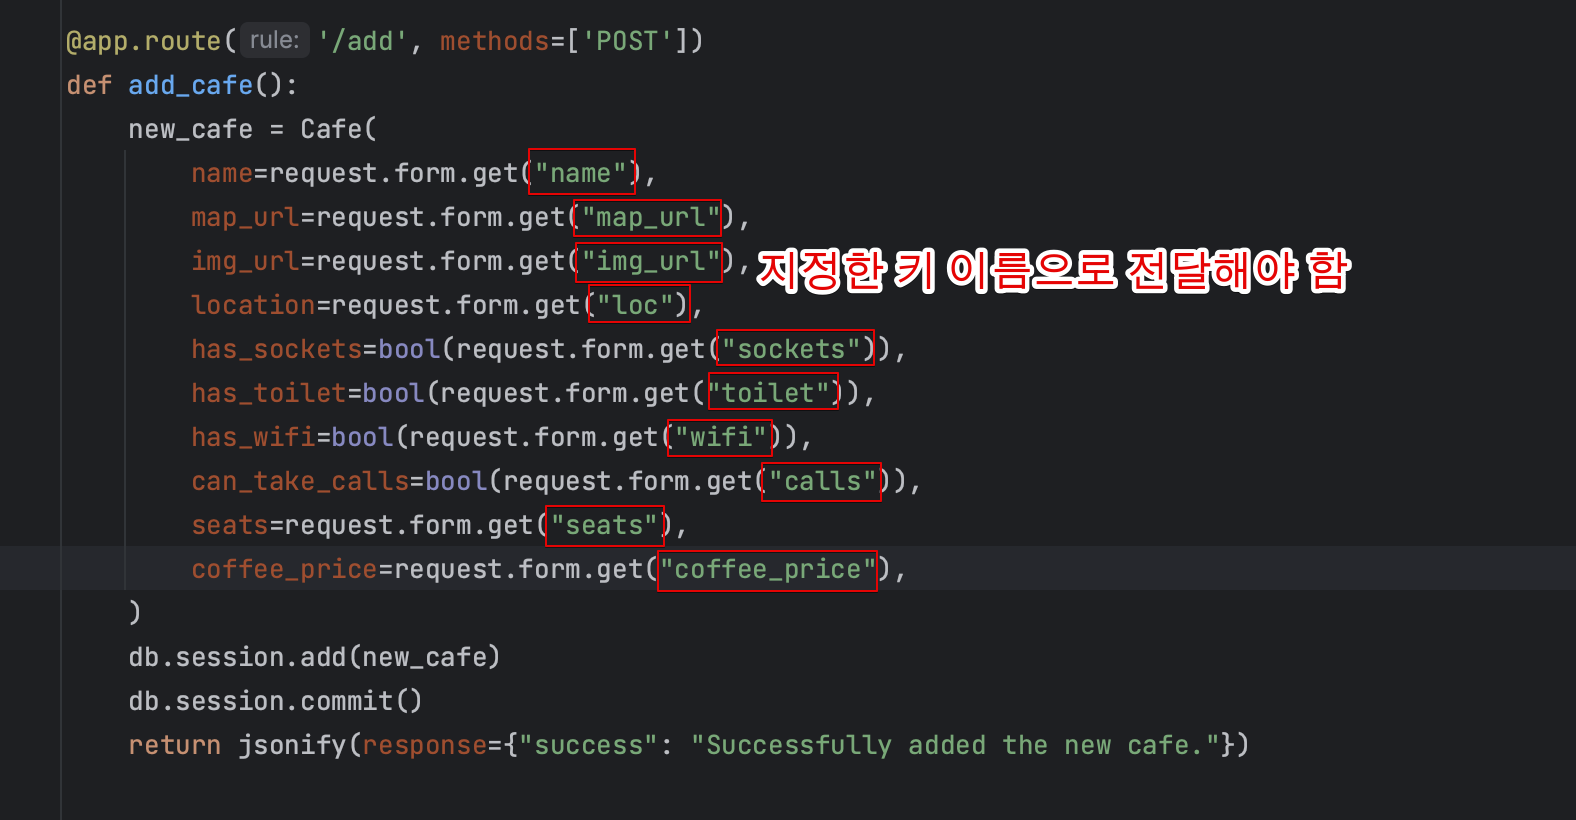 @app.route(rule: '/add', methods=['POST'])
def add_cafe():
    new_cafe = Cafe(
        name=request.form.get("name"),
        map_url=request.form.get("map_url"),
        img_url=request.form.get("img_url"), 지정한 키 이름으로 전달해야 함
        location=request.form.get("loc"),
        has_sockets=bool(request.form.get("sockets")),
        has_toilet=bool(request.form.get("toilet")),
        has_wifi=bool(request.form.get("wifi")),
        can_take_calls=bool(request.form.get("calls")),
        seats=request.form.get("seats"),
        coffee_price=request.form.get("coffee_price"),
    )
    db.session.add(new_cafe)
    db.session.commit()
    return jsonify(response={"success": "Successfully added the new cafe."})